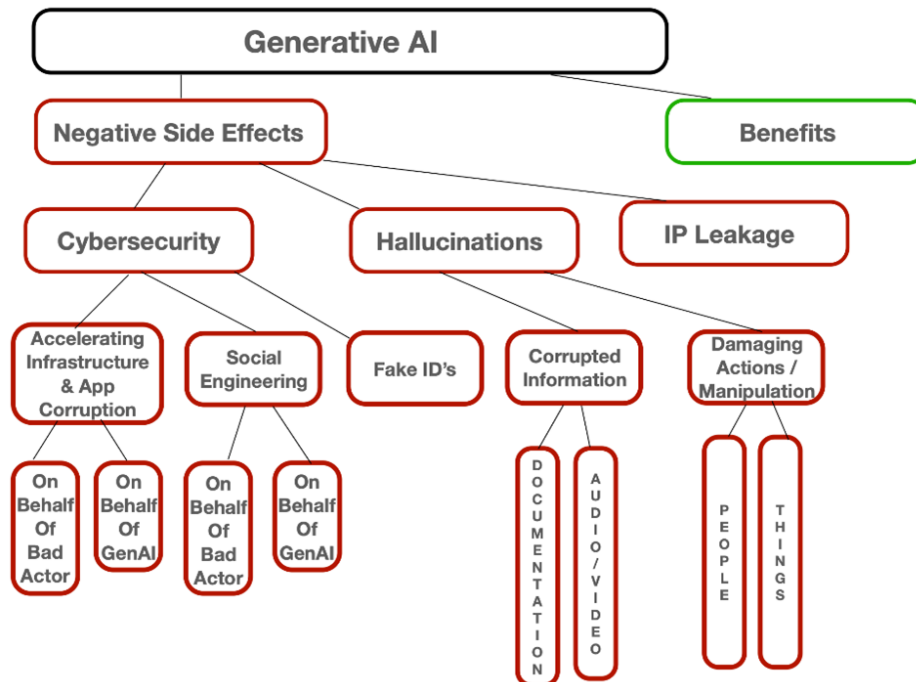 Generative AI
Negative Side Effects
Benefits
Cybersecurity
Hallucinations
IP Leakage
Accelerating
Infrastructure
& App
Corruption
Social
Engineering
Fake ID's
Corrupted
Information
Damaging
Actions /
Manipulation
On
Behalf
Of
Bad
Actor
On
Behalf
Of
GenAI
On
Behalf
Of
Bad
Actor
On
Behalf
Of
GenAI
DOCUMENTATION
AUDIO/VIDEO
PEOPLE
THINGS